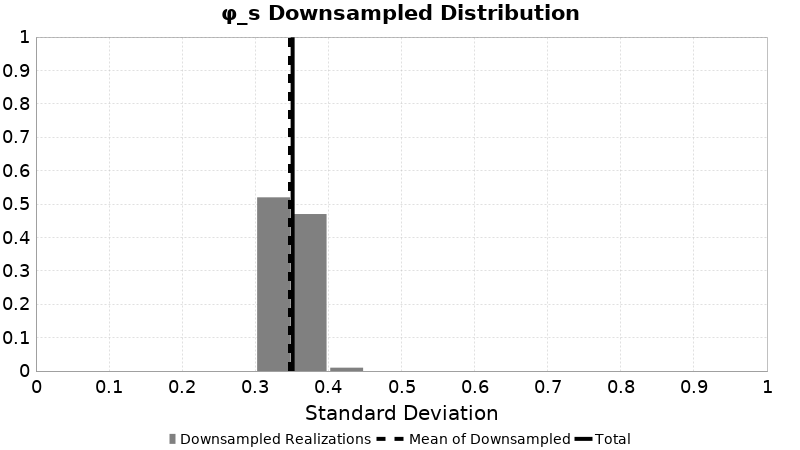 φ_s Downsampled Distribution
1
0.9
0.8
0.7
0.6
0.5
0.4
0.3
0.2
0.1
0
0 0.1 0.2 0.3 0.4 0.5 0.6 0.7 0.8 0.9 1
Standard Deviation
Downsampled Realizations Mean of Downsampled Total